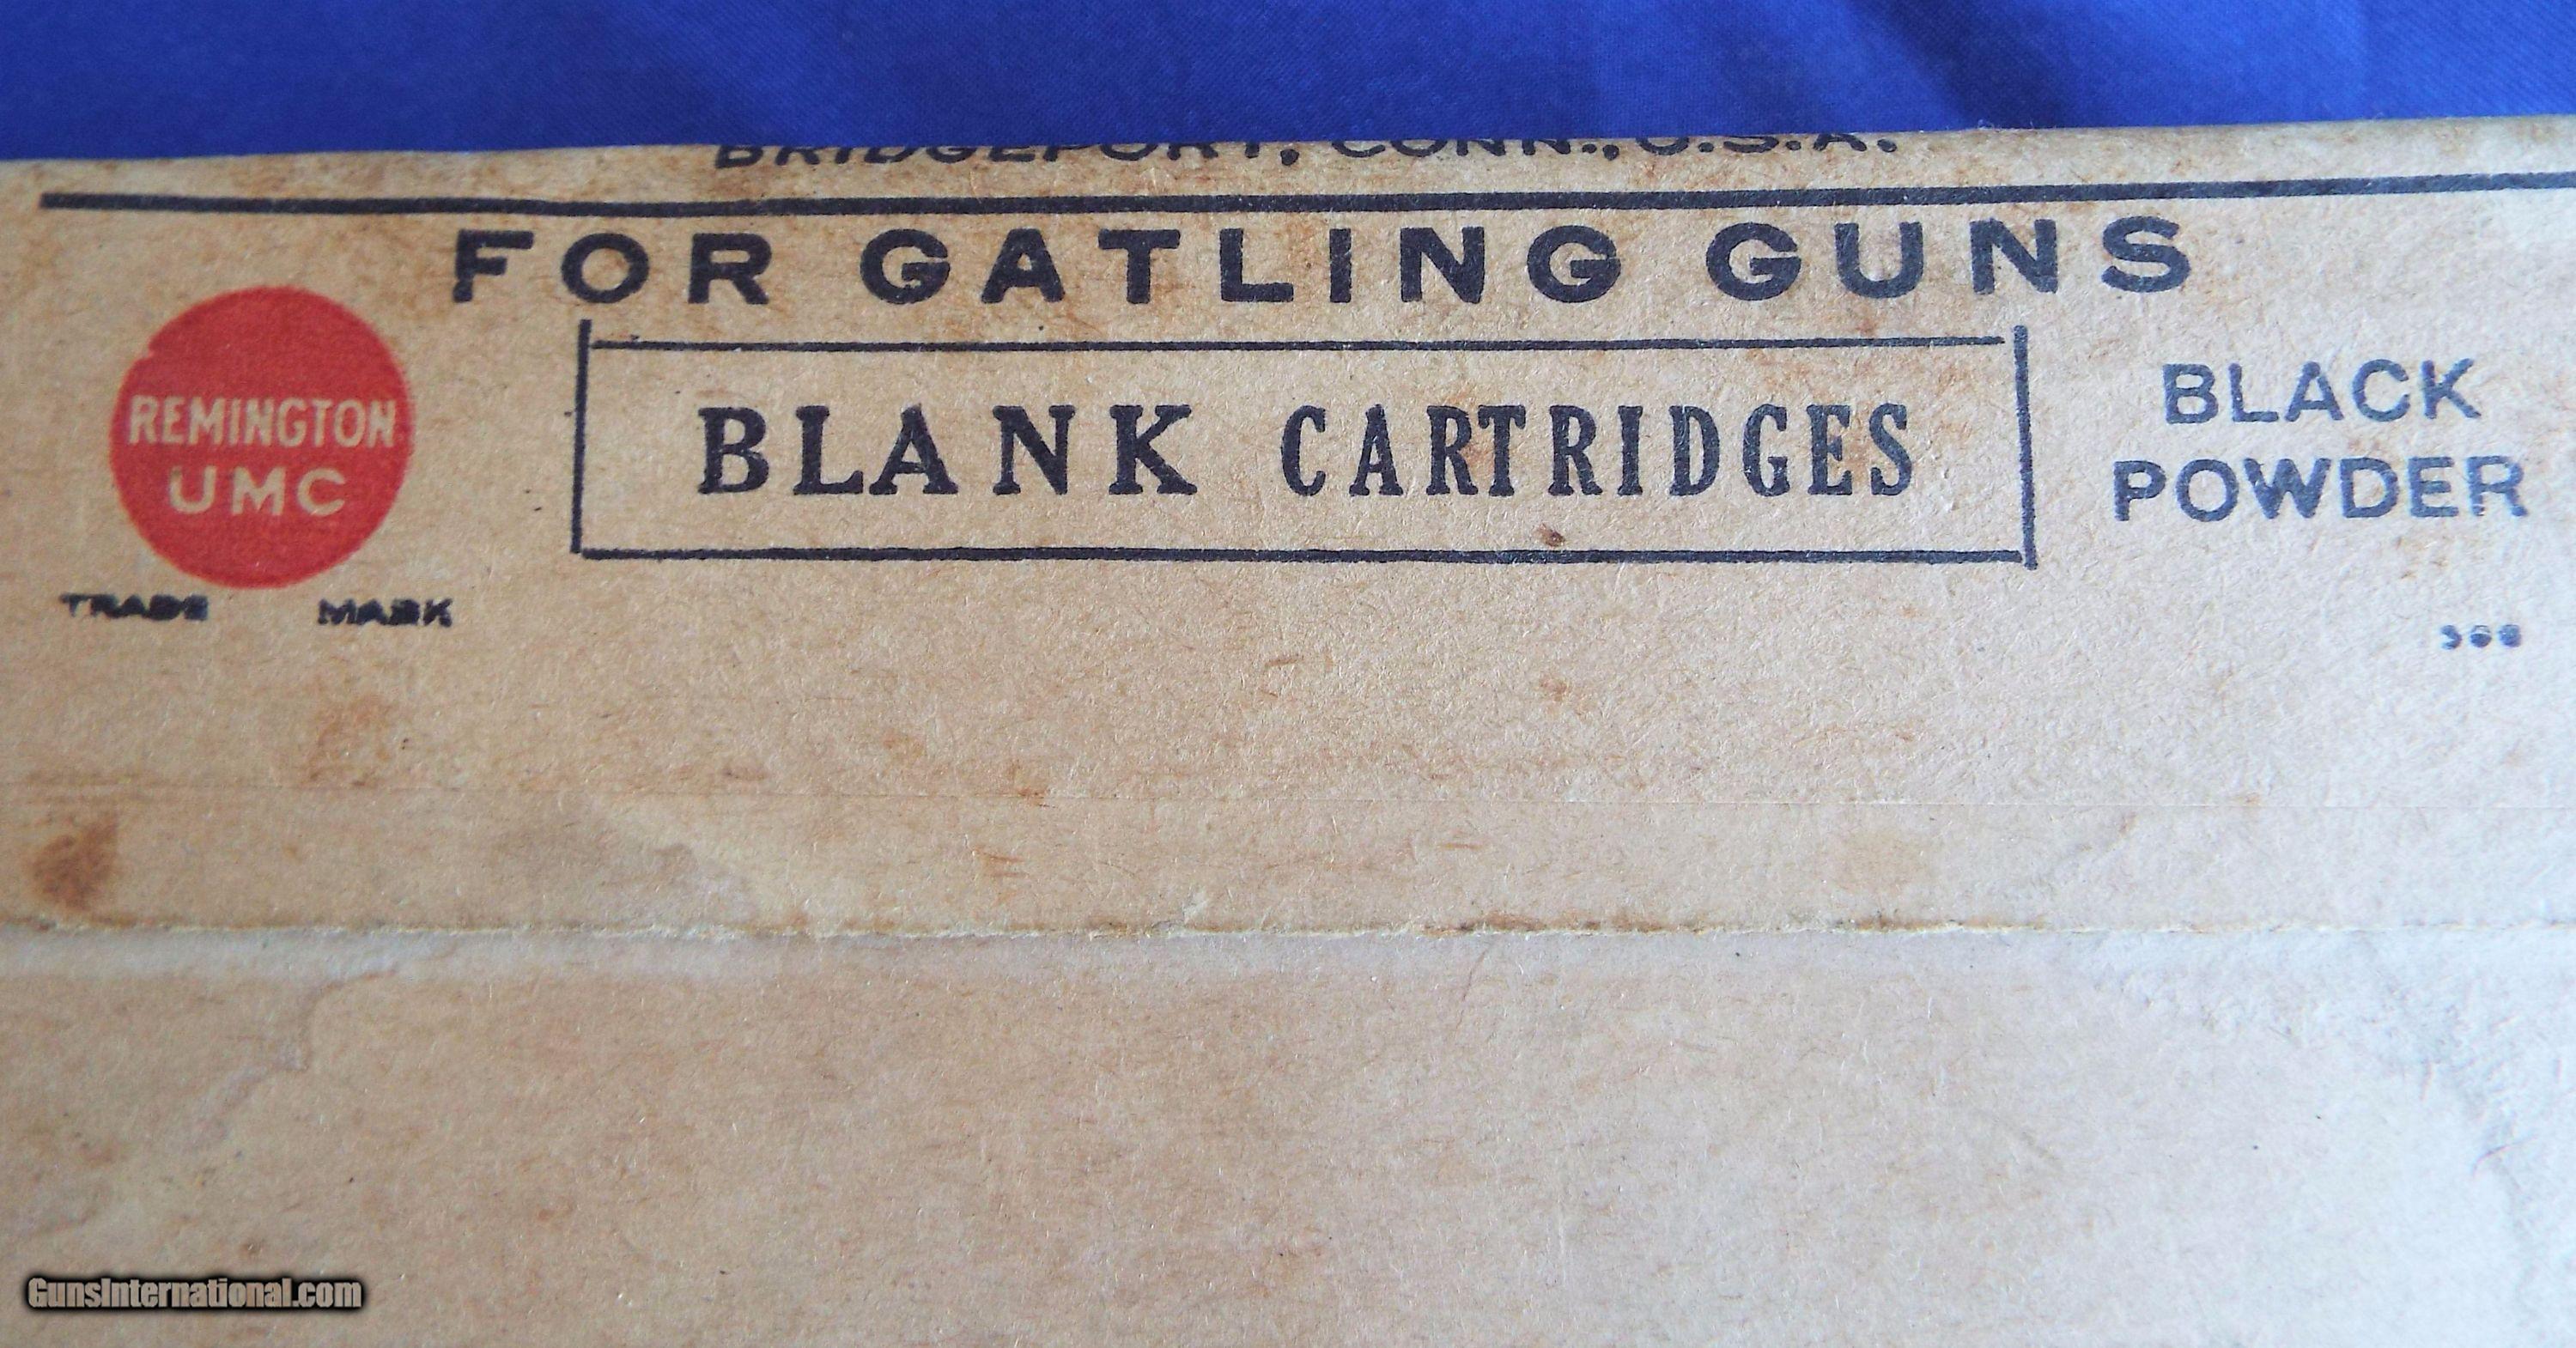 BRIDGEPORT, CONN., U.S.A.
FOR GATLING GUNS
REMINGTON
UMC
TRADE MARK
BLANK CARTRIDGES
BLACK
POWDER
GunsInternational.com